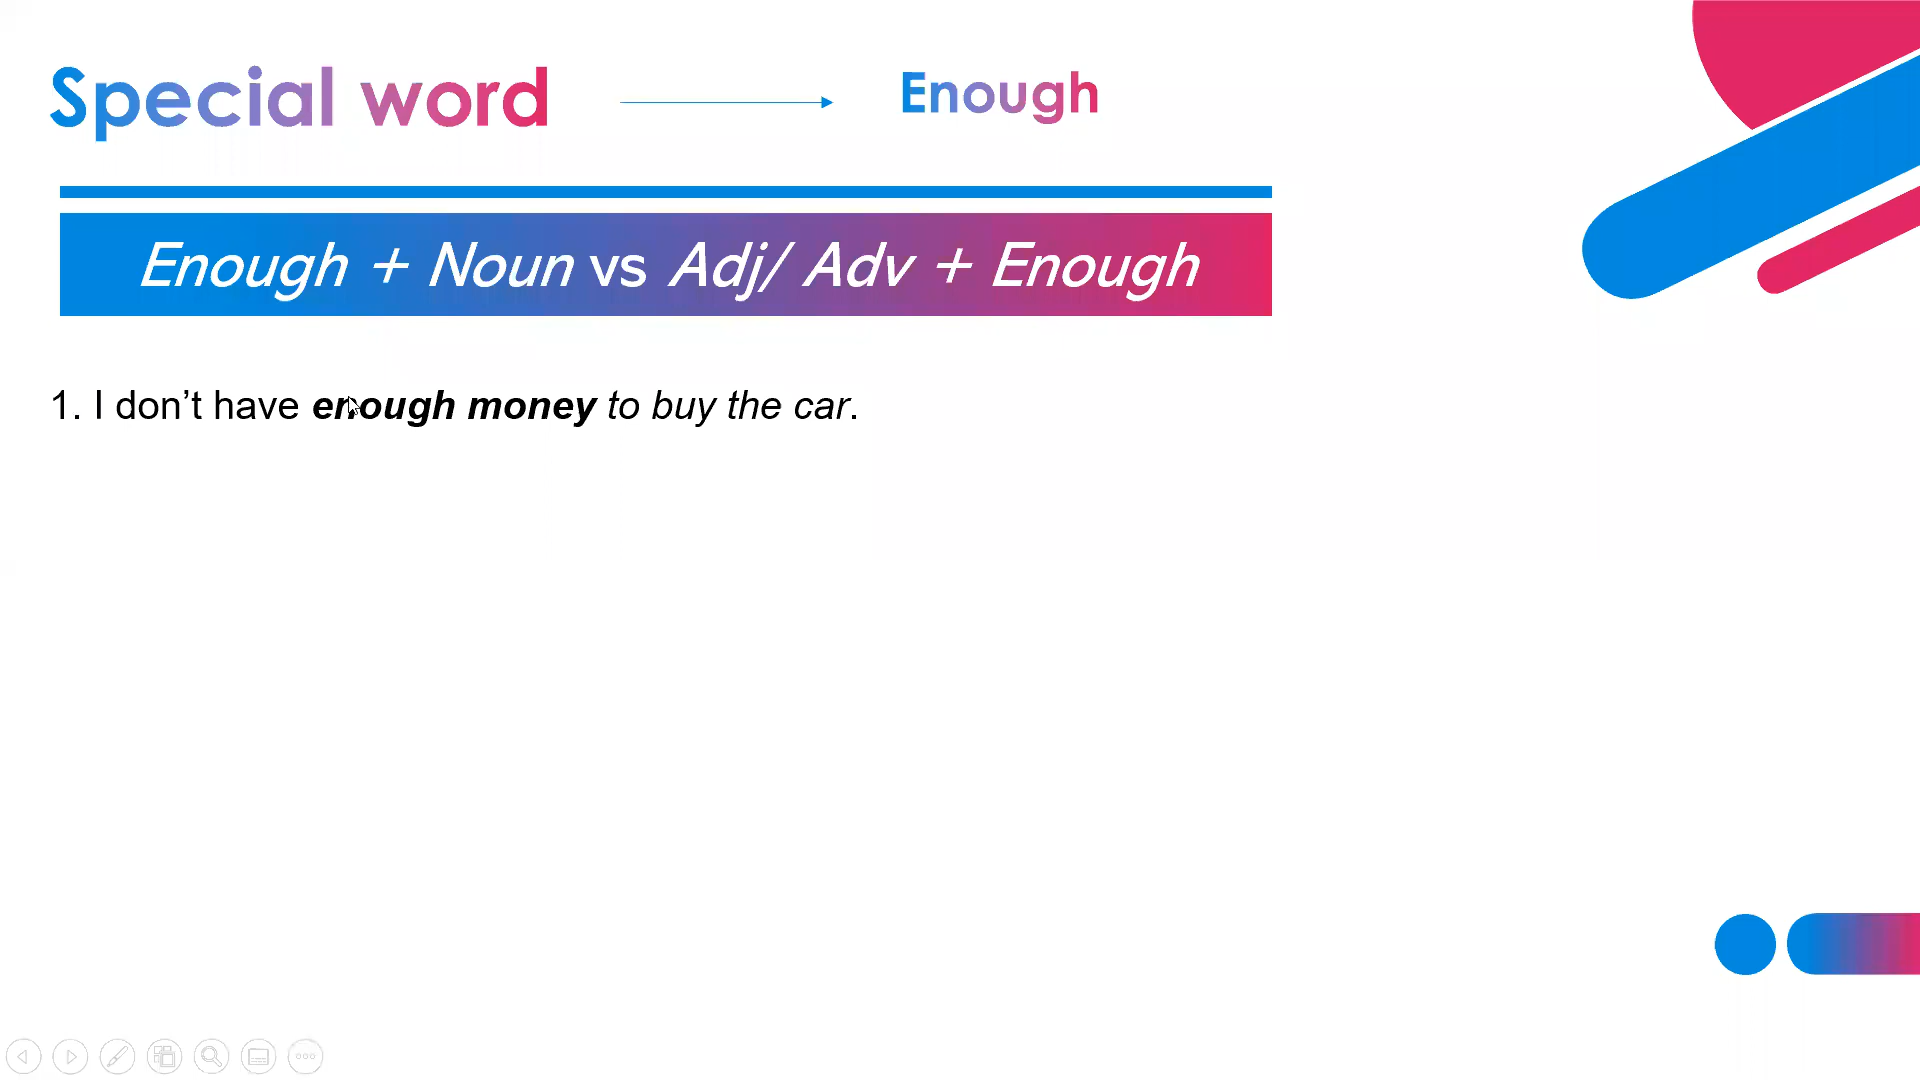 Special word
Enough
Enough + Noun vs Adj/ Adv + Enough
1. I don’t have enough money to buy the car.